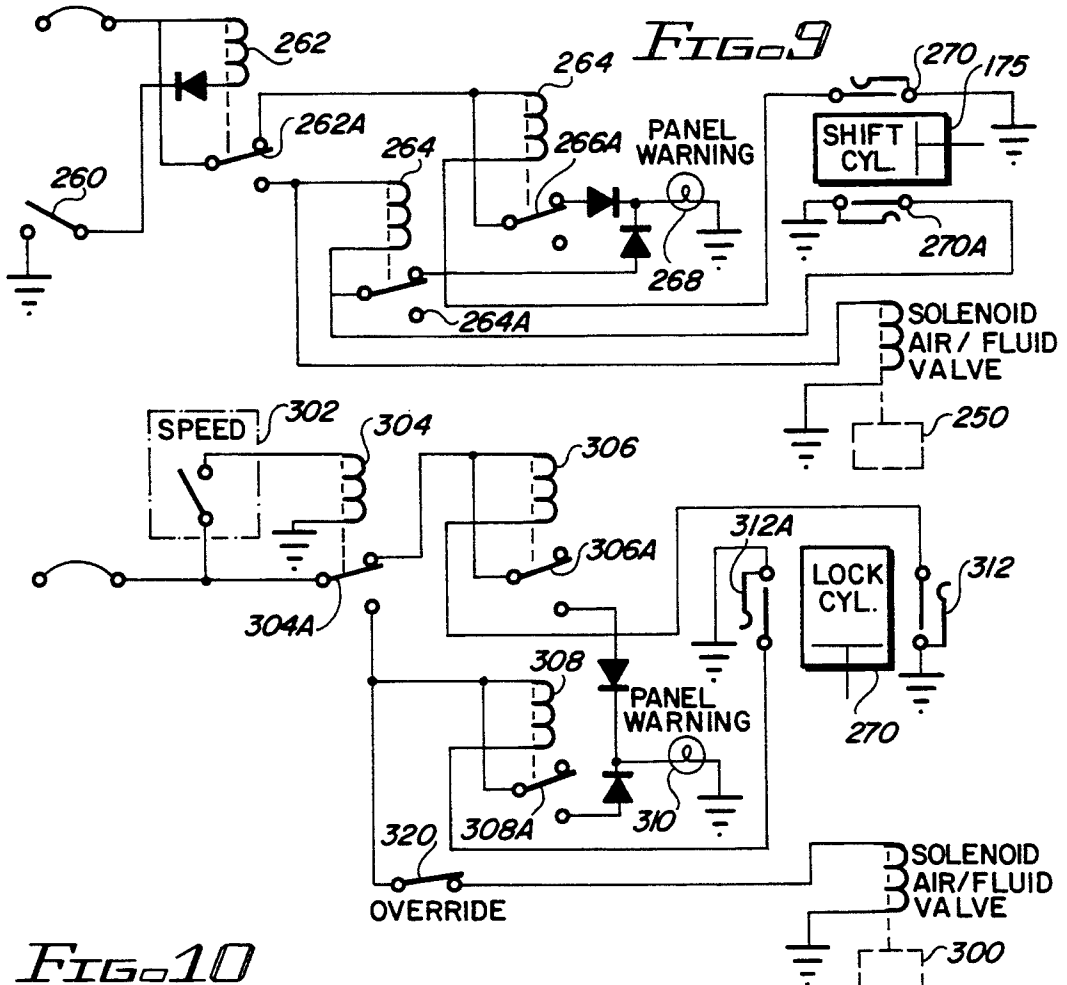 FIG. 9
262
264
270
175
262A
264
266A
PANEL
WARNING
SHIFT
CYL.
260
268
270A
264A
SOLENOID
AIR/FLUID
VALVE
250
SPEED
302
304
306
312A
306A
LOCK
CYL.
312
304A
308
PANEL
WARNING
270
308A
310
320
OVERRIDE
SOLENOID
AIR/FLUID
VALVE
300
FIG. 10